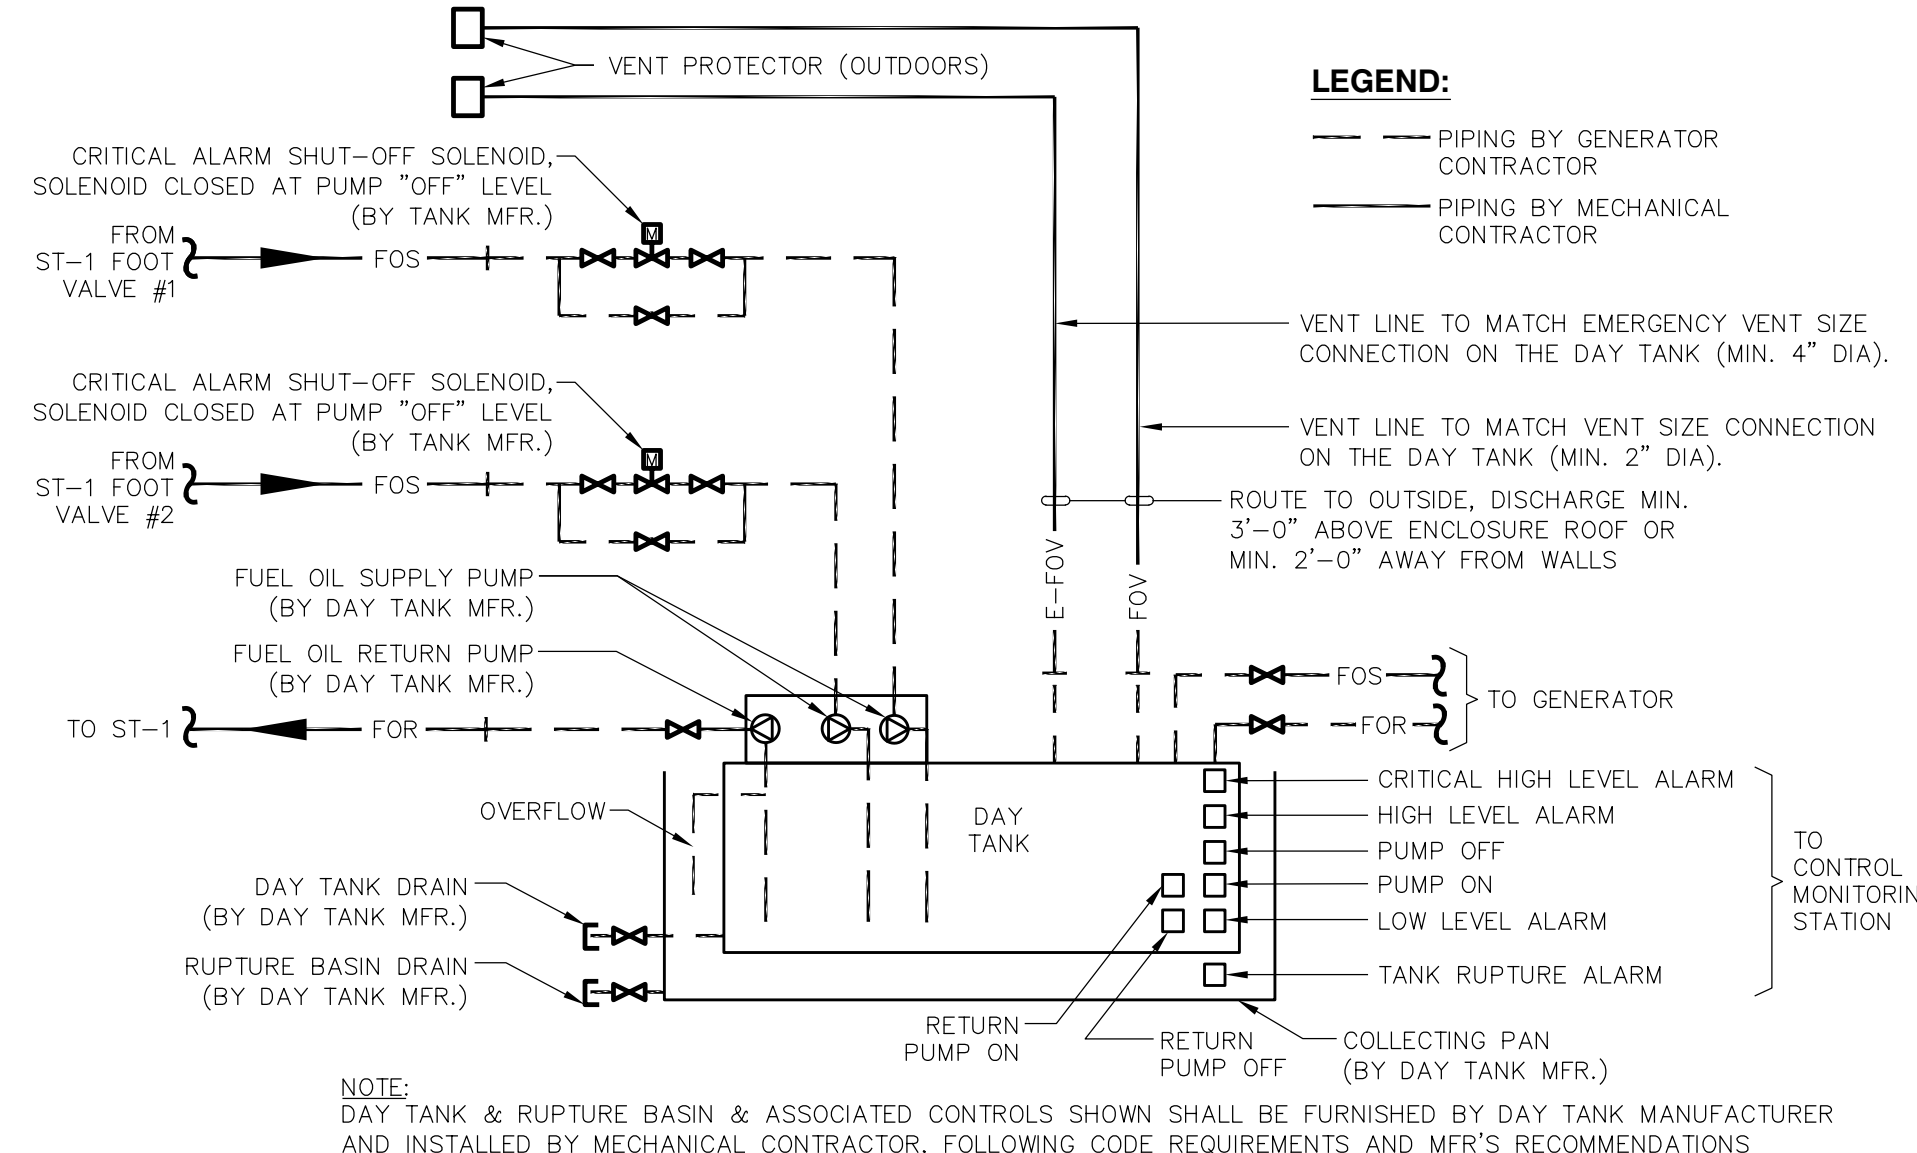 VENT PROTECTOR (OUTDOORS)
LEGEND:
PIPING BY GENERATOR
CONTRACTOR
PIPING BY MECHANICAL
CONTRACTOR
CRITICAL ALARM SHUT-OFF SOLENOID,
SOLENOID CLOSED AT PUMP "OFF" LEVEL
(BY TANK MFR.)
FROM
ST-1 FOOT
VALVE #1
FOS
M
VENT LINE TO MATCH EMERGENCY VENT SIZE
CONNECTION ON THE DAY TANK (MIN. 4" DIA).
CRITICAL ALARM SHUT-OFF SOLENOID,
SOLENOID CLOSED AT PUMP "OFF" LEVEL
(BY TANK MFR.)
FROM
ST-1 FOOT
VALVE #2
FOS
M
VENT LINE TO MATCH VENT SIZE CONNECTION
ON THE DAY TANK (MIN. 2" DIA).
ROUTE TO OUTSIDE, DISCHARGE MIN.
3'-0" ABOVE ENCLOSURE ROOF OR
MIN. 2'-0" AWAY FROM WALLS
E-FOV
FOV
FUEL OIL SUPPLY PUMP
(BY DAY TANK MFR.)
FUEL OIL RETURN PUMP
(BY DAY TANK MFR.)
TO ST-1
FOR
FOS
FOR
TO GENERATOR
OVERFLOW
DAY
TANK
CRITICAL HIGH LEVEL ALARM
HIGH LEVEL ALARM
PUMP OFF
PUMP ON
LOW LEVEL ALARM
TANK RUPTURE ALARM
TO
CONTROL
MONITORIN
STATION
DAY TANK DRAIN
(BY DAY TANK MFR.)
RUPTURE BASIN DRAIN
(BY DAY TANK MFR.)
RETURN
PUMP ON
RETURN
PUMP OFF
COLLECTING PAN
(BY DAY TANK MFR.)
NOTE:
DAY TANK & RUPTURE BASIN & ASSOCIATED CONTROLS SHOWN SHALL BE FURNISHED BY DAY TANK MANUFACTURER
AND INSTALLED BY MECHANICAL CONTRACTOR. FOLLOWING CODE REQUIREMENTS AND MFR'S RECOMMENDATIONS